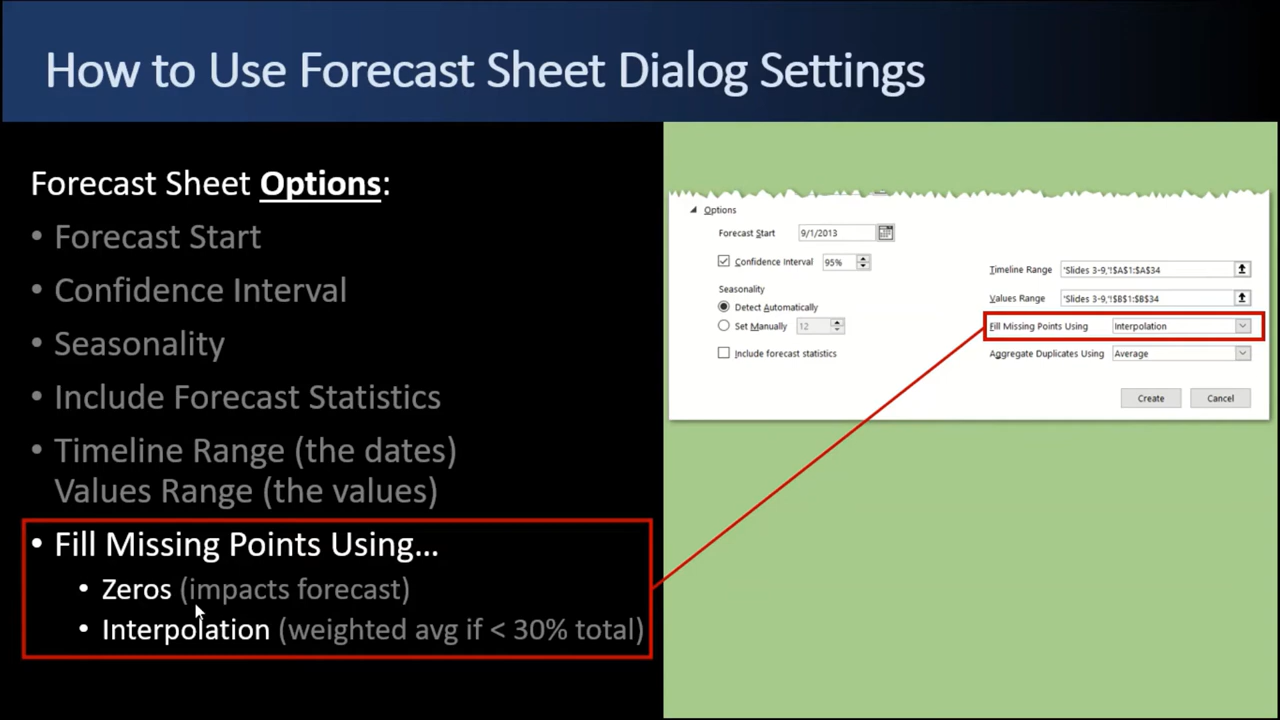 How to Use Forecast Sheet Dialog Settings
Forecast Sheet Options:
• Forecast Start
• Confidence Interval
• Seasonality
• Include Forecast Statistics
• Timeline Range (the dates)
Values Range (the values)
• Fill Missing Points Using...
• Zeros (impacts forecast)
• Interpolation (weighted avg if < 30% total)
Options
Forecast Start 9/1/2013
Confidence Interval 95%
Seasonality
Detect Automatically
Set Manually 12
Include forecast statistics
Timeline Range 'Slides 3-9,'!$A$1:$A$34
Values Range 'Slides 3-9,'!$B$1:$B$34
Fill Missing Points Using Interpolation
Aggregate Duplicates Using Average
Create Cancel